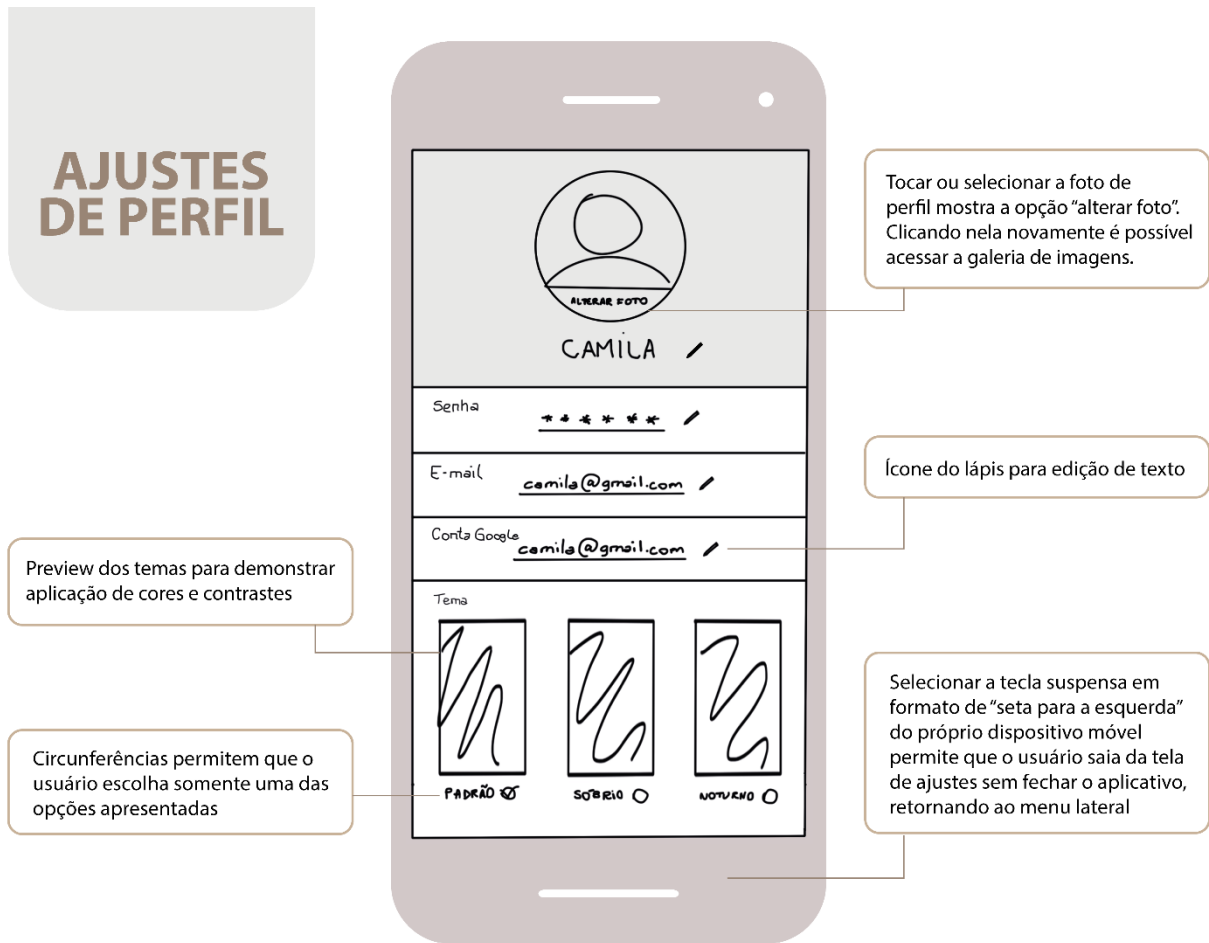 AJUSTES
DE PERFIL
ALTERAR FOTO
CAMILA
Senha
* * * * * *
E-mail
camila@gmail.com
Conta Google
camila@gmail.com
Tema
PADRÃO
SÓBRIO
NOTURNO
Tocar ou selecionar a foto de
perfil mostra a opção “alterar foto”.
Clicando nela novamente é possível
acessar a galeria de imagens.
Ícone do lápis para edição de texto
Preview dos temas para demonstrar
aplicação de cores e contrastes
Circunferências permitem que o
usuário escolha somente uma das
opções apresentadas
Selecionar a tecla suspensa em
formato de “seta para a esquerda”
do próprio dispositivo móvel
permite que o usuário saia da tela
de ajustes sem fechar o aplicativo,
retornando ao menu lateral